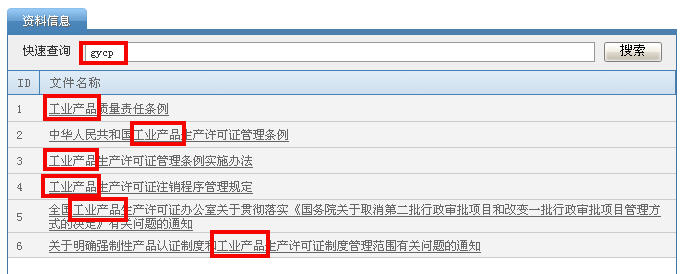 资料信息
快速查询 gycp 搜索
ID 文件名称
1 工业产品质量责任条例
2 中华人民共和国工业产品生产许可证管理条例
3 工业产品生产许可证管理条例实施办法
4 工业产品生产许可证注销程序管理规定
5 全国工业产品生产许可证办公室关于贯彻落实《国务院关于取消第二批行政审批项目和改变一批行政审批项目管理方
式的决定》有关问题的通知
6 关于明确强制性产品认证制度和工业产品生产许可证制度管理范围有关问题的通知